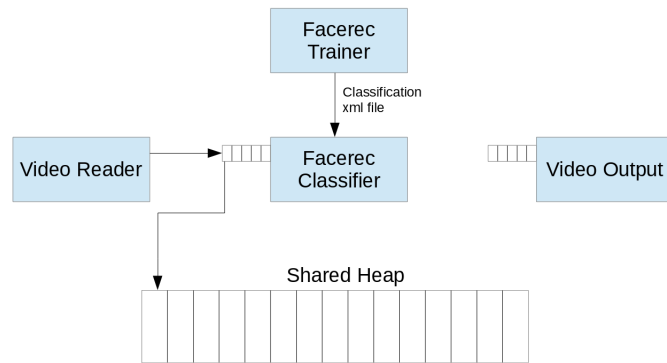 Facerec
Trainer
Classification
xml file
Video Reader
Facerec
Classifier
Video Output
Shared Heap